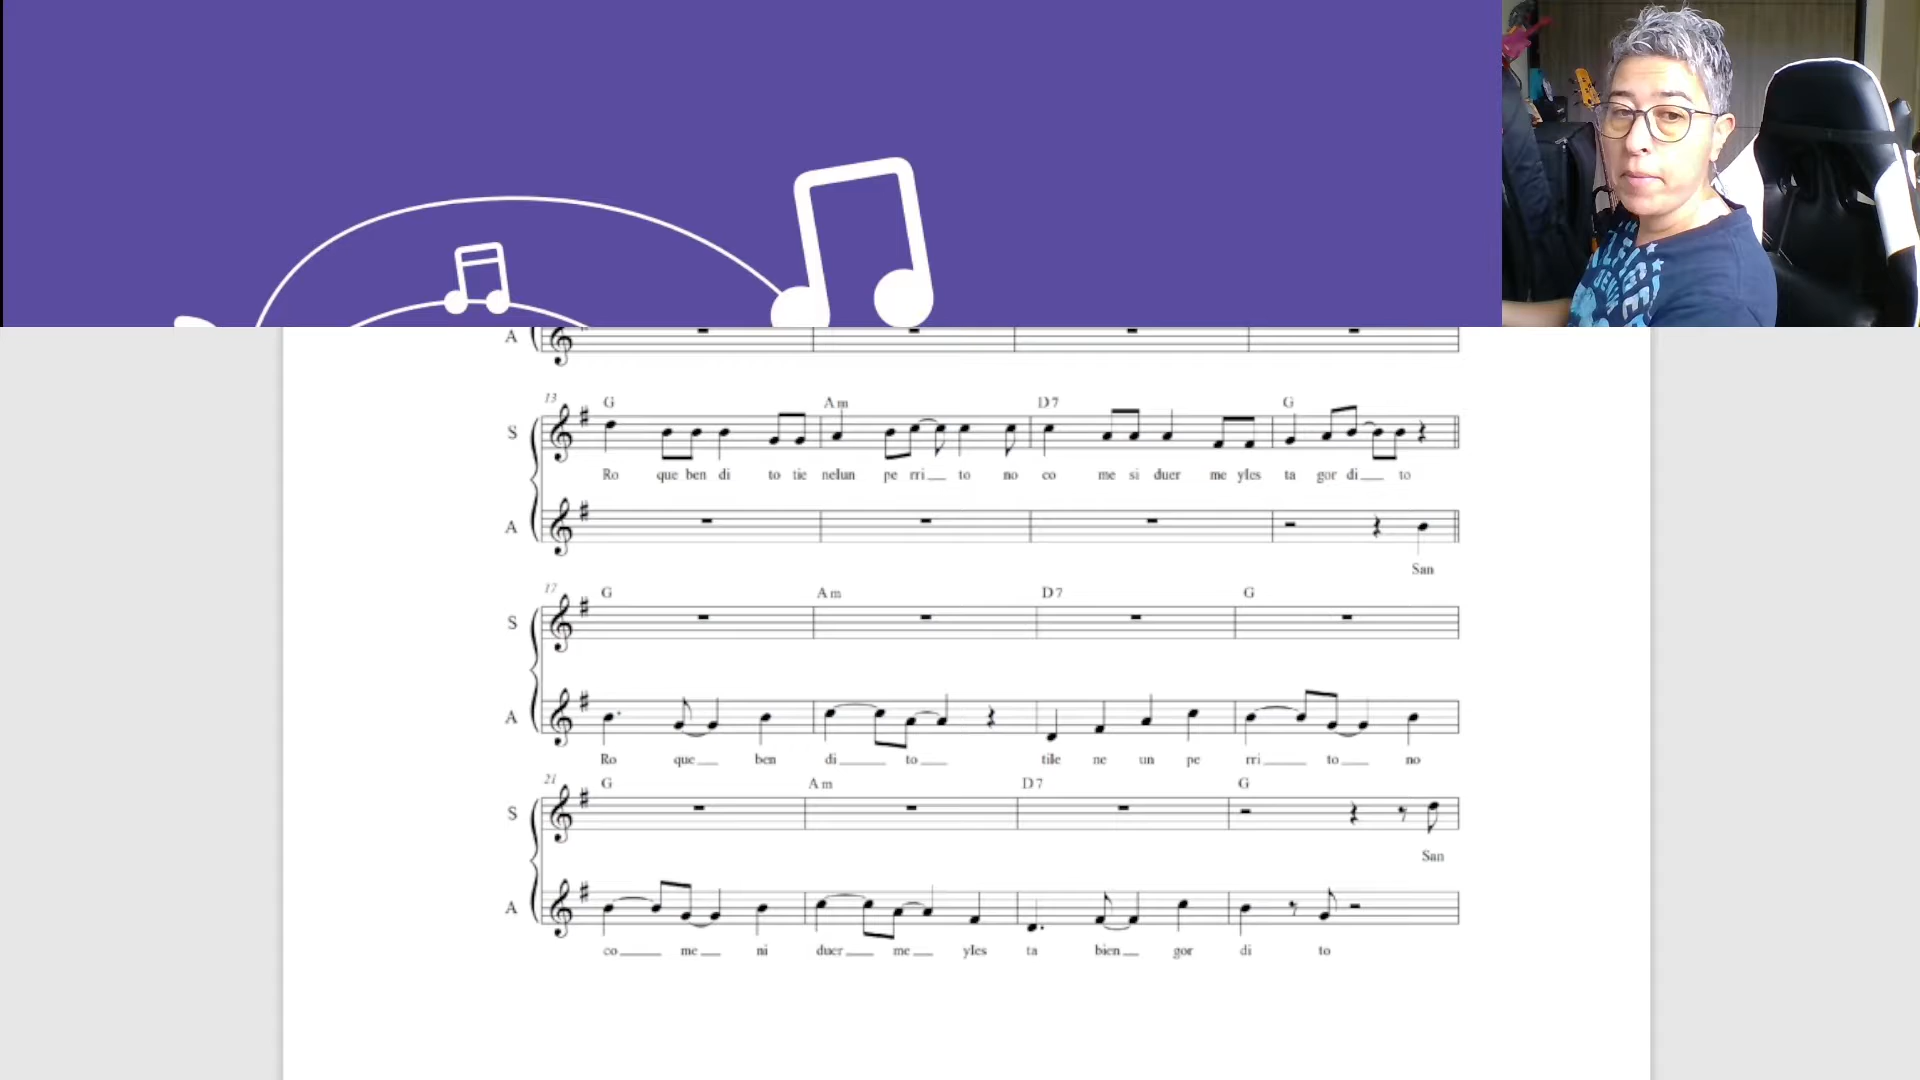 A
13 G Am D7 G
S
Ro que ben di to tie nelun pe rri to no co me si duer me yles ta gor di to
A
San
17 G Am D7 G
S
A
Ro que ben di to tile ne un pe rri to no
21 G Am D7 G
S
San
A
co me ni duer me yles ta bien gor di to